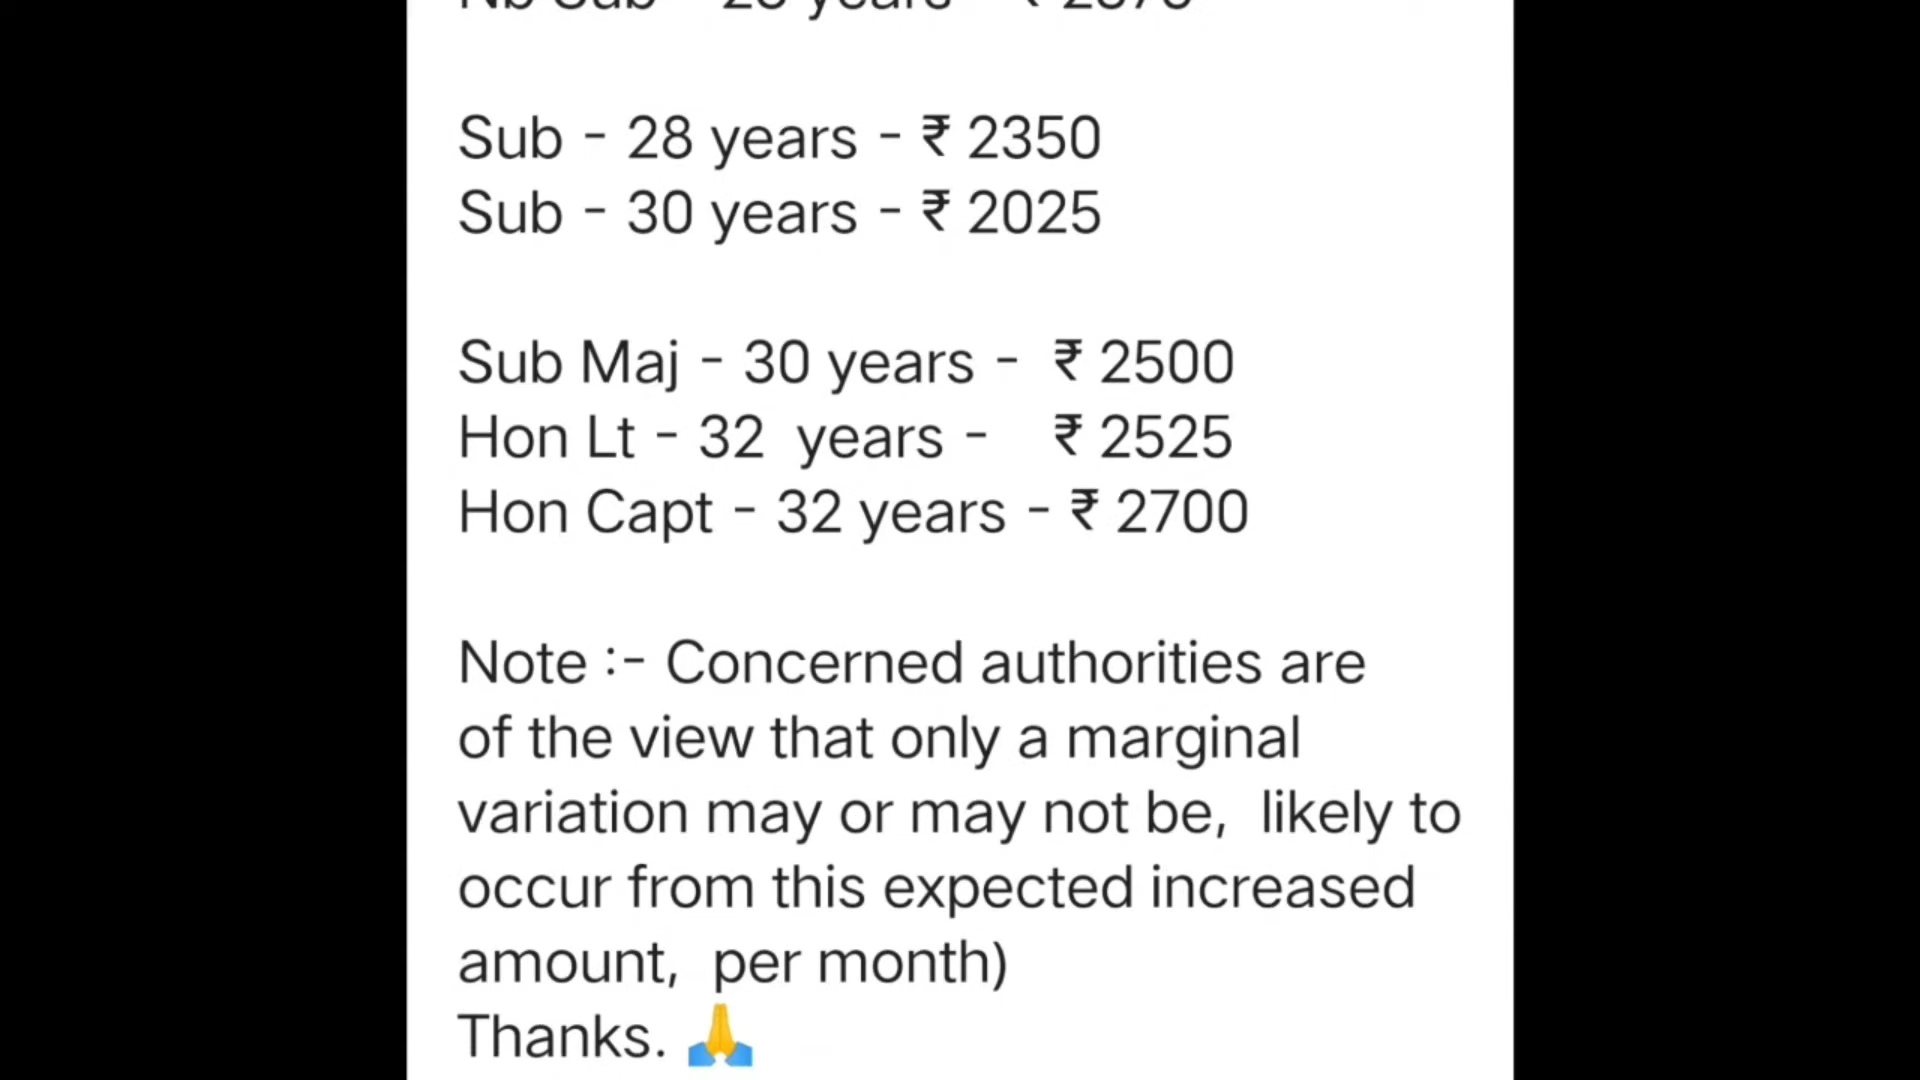 Sub - 28 years - ₹ 2350
Sub - 30 years - ₹ 2025
Sub Maj - 30 years -  ₹ 2500
Hon Lt - 32  years -   ₹ 2525
Hon Capt - 32 years - ₹ 2700
Note :- Concerned authorities are
of the view that only a marginal
variation may or may not be,  likely to
occur from this expected increased
amount,  per month)
Thanks. 🙏